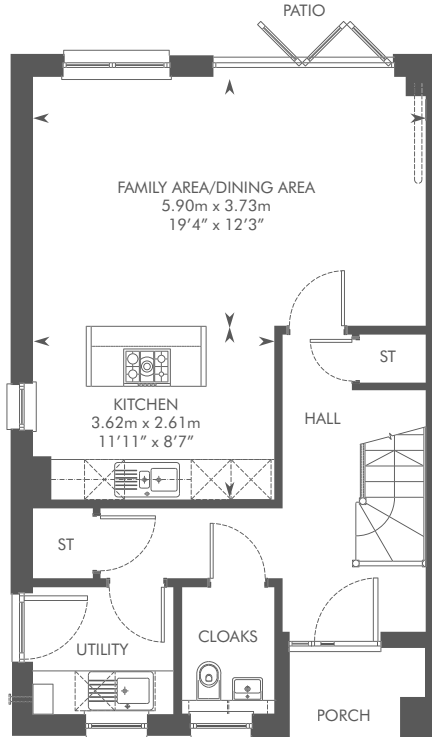 PATIO
FAMILY AREA/DINING AREA
5.90m x 3.73m
19’4” x 12’3”
ST
HALL
KITCHEN
3.62m x 2.61m
11’11” x 8’7”
ST
UTILITY
CLOAKS
PORCH